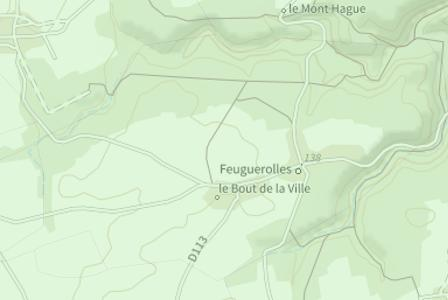 le Mont Hague
138
Feuguerolles
le Bout de la Ville
D113